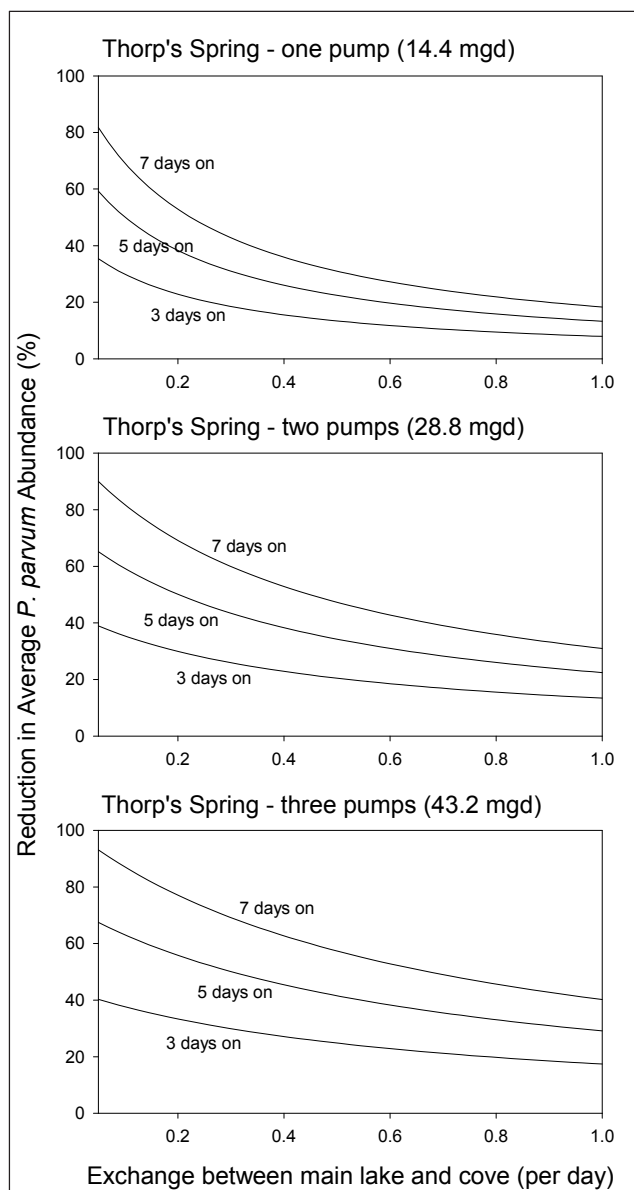 Thorp's Spring - one pump (14.4 mgd)
100
80
60
40
20
0
7 days on
5 days on
3 days on
0.2 0.4 0.6 0.8 1.0
Thorp's Spring - two pumps (28.8 mgd)
100
80
60
40
20
0
7 days on
5 days on
3 days on
0.2 0.4 0.6 0.8 1.0
Thorp's Spring - three pumps (43.2 mgd)
100
80
60
40
20
0
7 days on
5 days on
3 days on
0.2 0.4 0.6 0.8 1.0
Reduction in Average P. parvum Abundance (%)
Exchange between main lake and cove (per day)